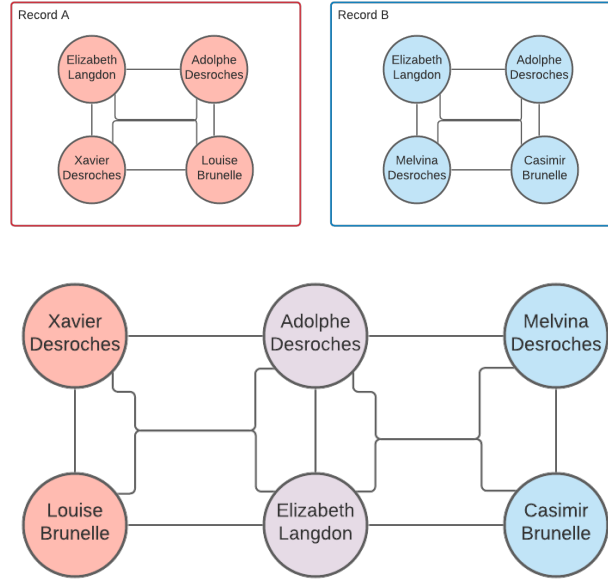 Record A
Record B
Elizabeth
Langdon
Adolphe
Desroches
Elizabeth
Langdon
Adolphe
Desroches
Xavier
Desroches
Louise
Brunelle
Melvina
Desroches
Casimir
Brunelle
Xavier
Desroches
Adolphe
Desroches
Melvina
Desroches
Louise
Brunelle
Elizabeth
Langdon
Casimir
Brunelle